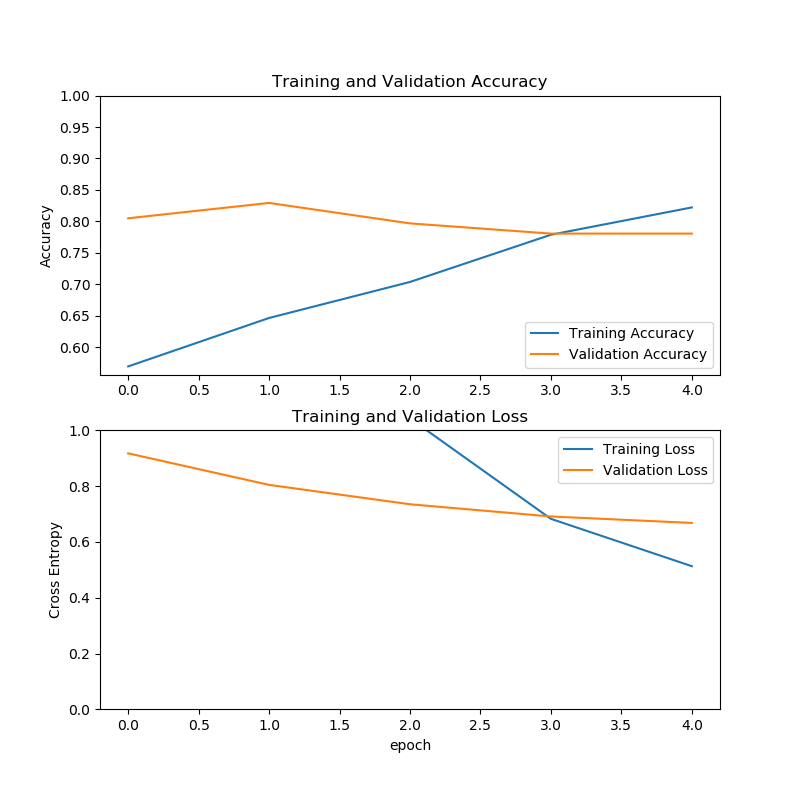 Training and Validation Accuracy
1.00
0.95
0.90
0.85
0.80
0.75
0.70
0.65
0.60
Accuracy
Training Accuracy
Validation Accuracy
0.0 0.5 1.0 1.5 2.0 2.5 3.0 3.5 4.0
Training and Validation Loss
1.0
0.8
0.6
0.4
0.2
0.0
Cross Entropy
Training Loss
Validation Loss
0.0 0.5 1.0 1.5 2.0 2.5 3.0 3.5 4.0
epoch